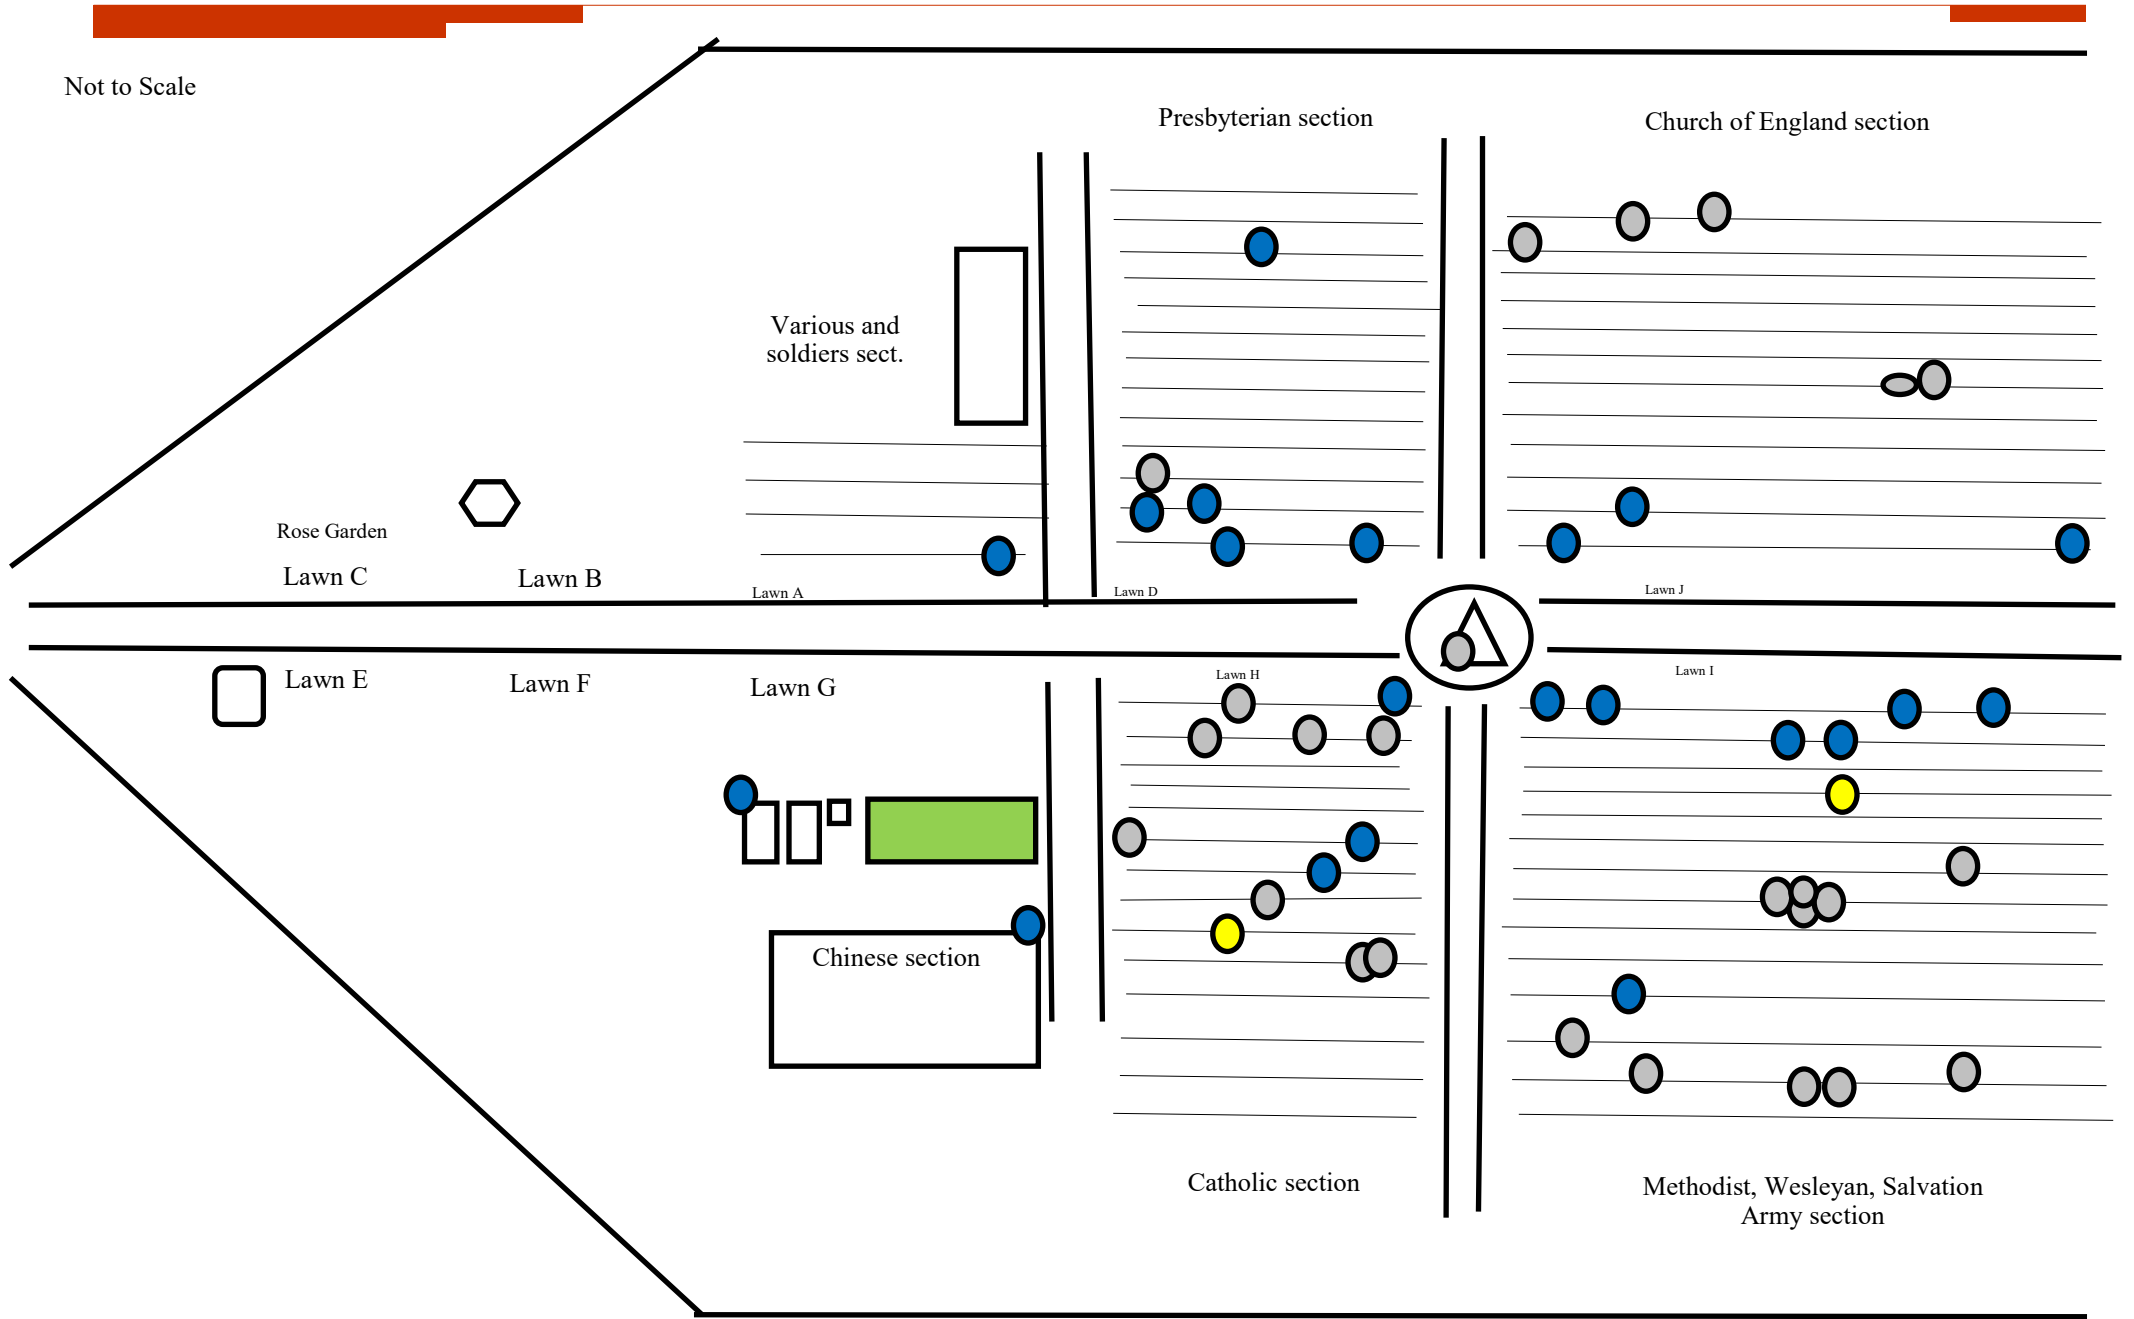 Not to Scale
Presbyterian section
Church of England section
Various and
soldiers sect.
Rose Garden
Lawn C
Lawn B
Lawn A
Lawn D
Lawn J
Lawn E
Lawn F
Lawn G
Lawn H
Lawn I
Chinese section
Catholic section
Methodist, Wesleyan, Salvation
Army section